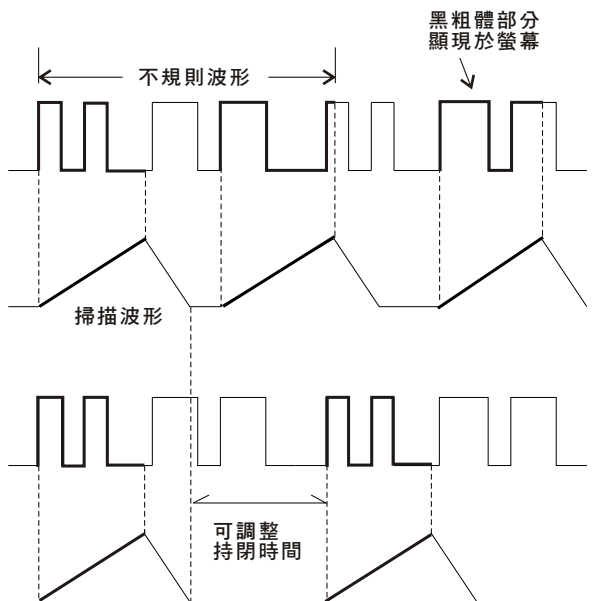 黑粗體部分
顯現於螢幕
不規則波形
掃描波形
可調整
持閉時間